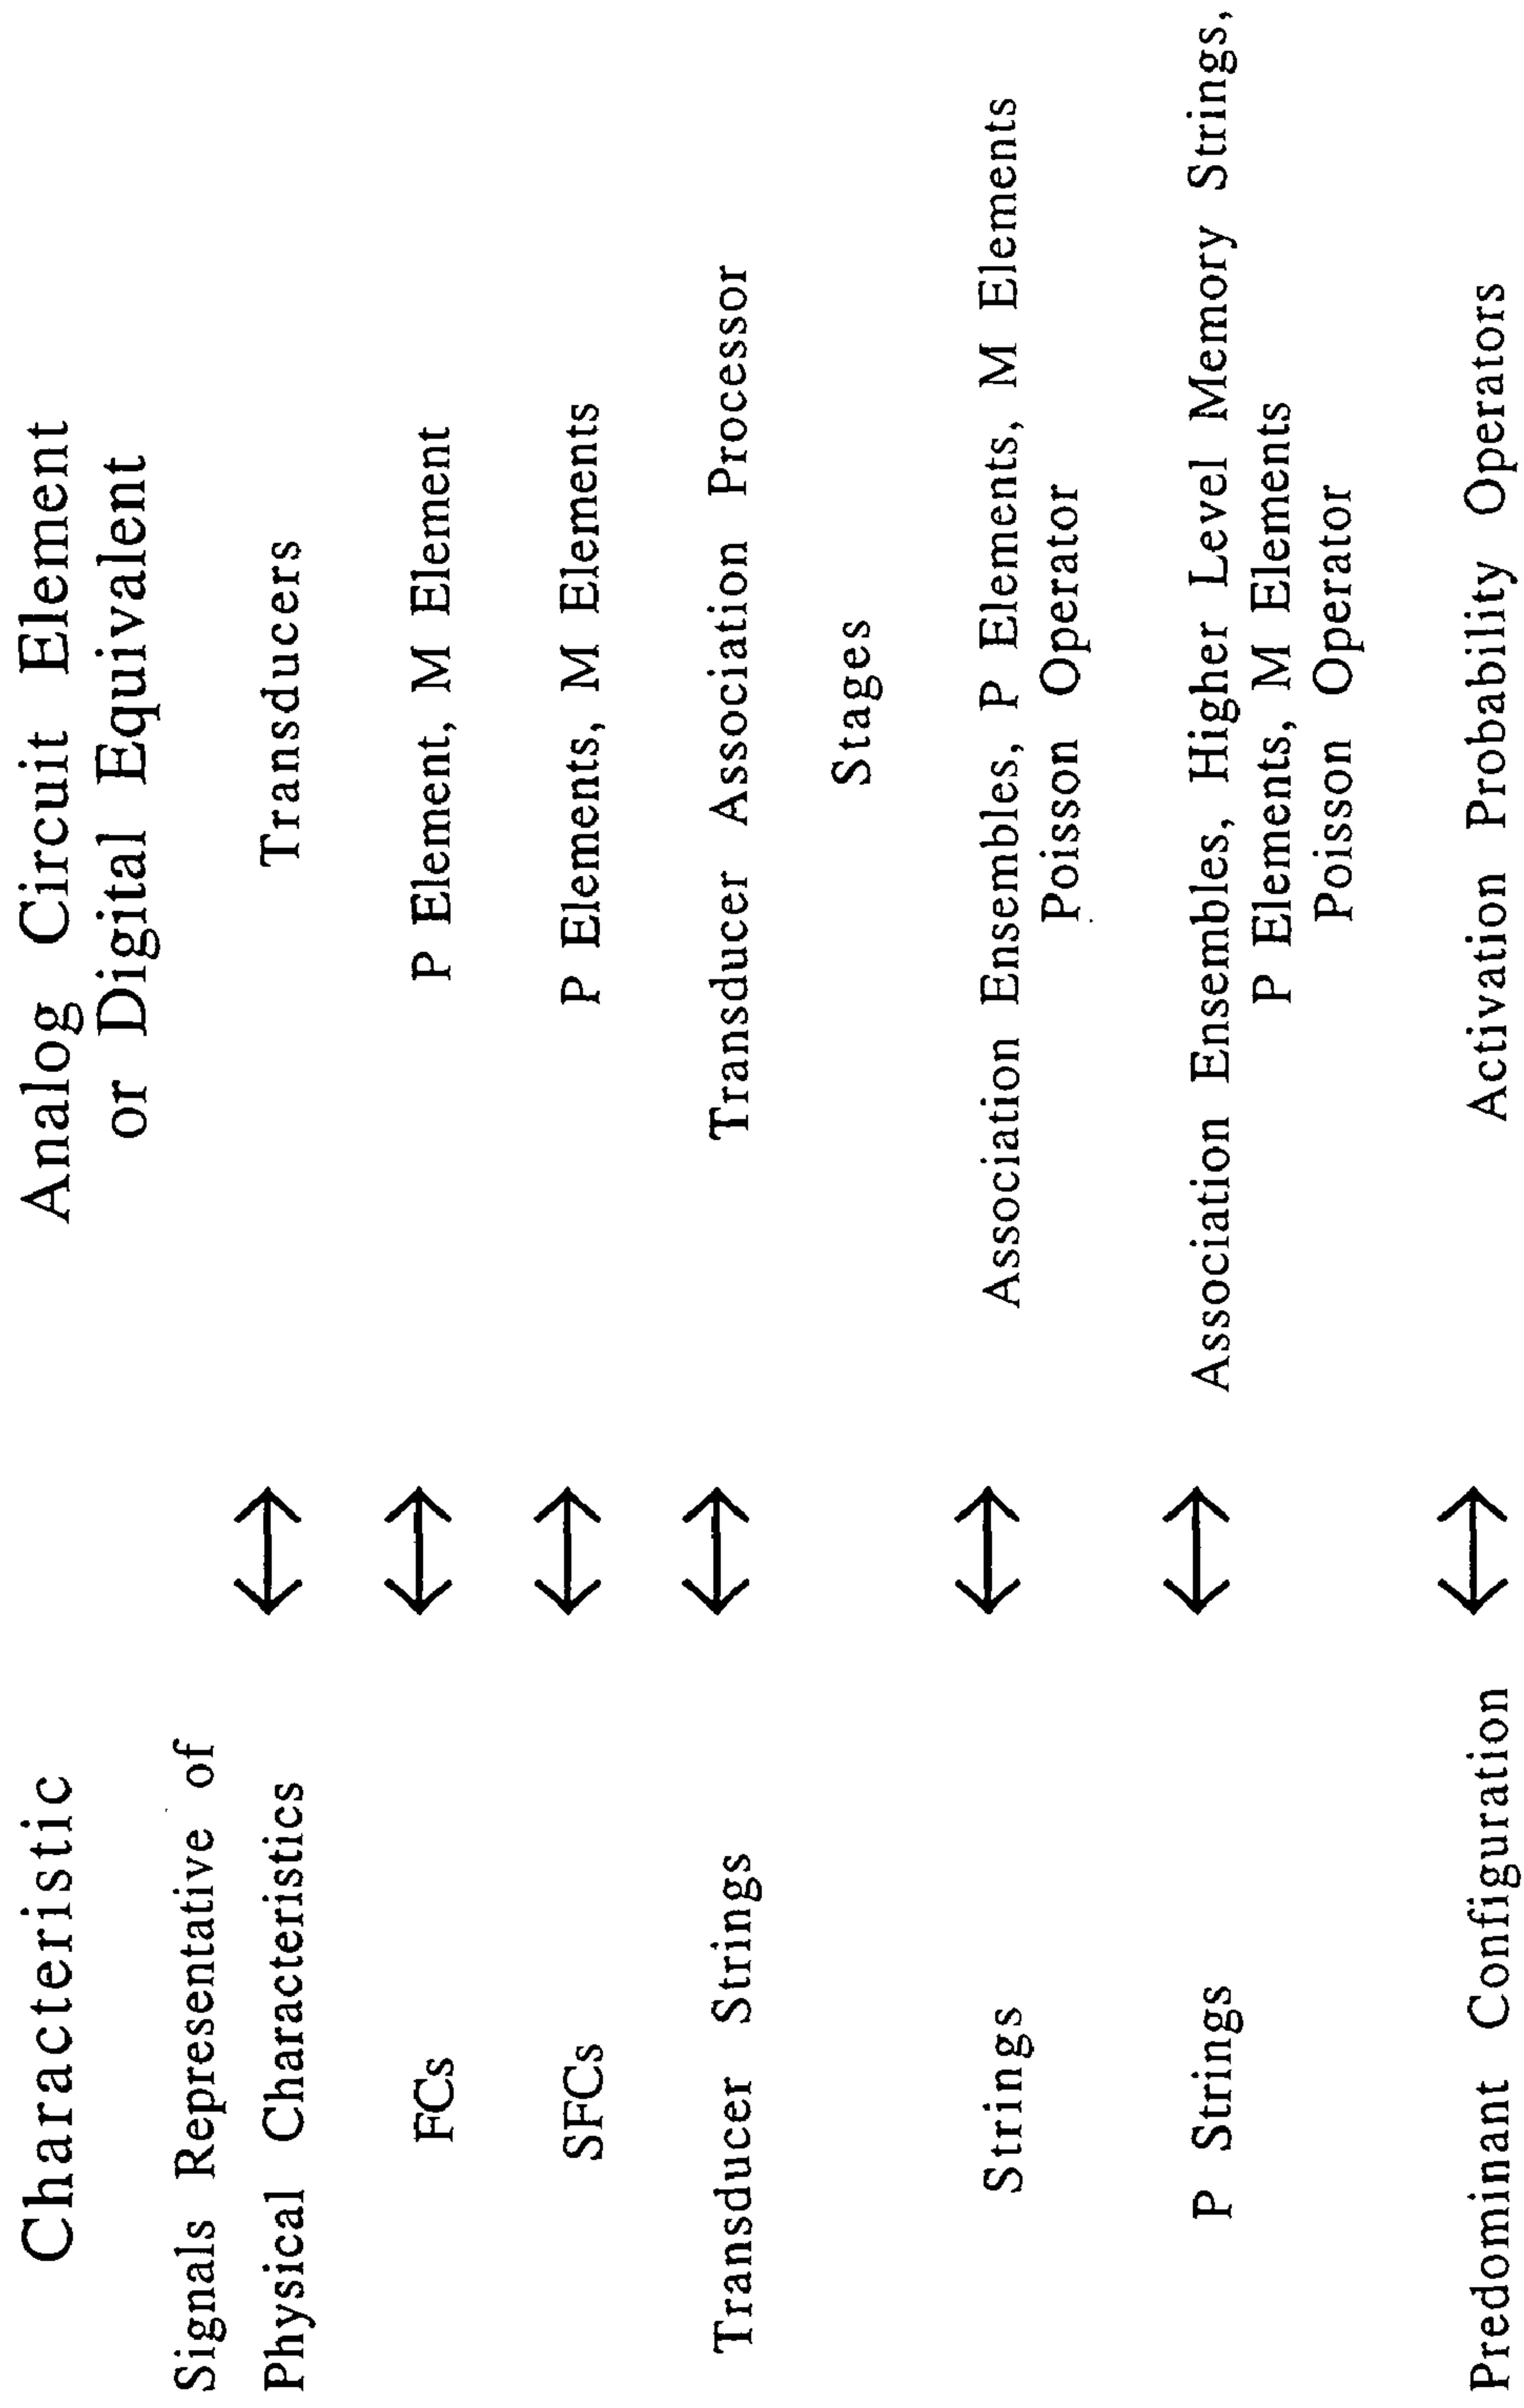 Characteristic
Analog Circuit Element
or Digital Equivalent
Signals Representative of
Physical Characteristics
↔
Transducers
FCs
↔
P Element, M Element
SFCs
↔
P Elements, M Elements
Transducer Strings
↔
Transducer Association Processor
Stages
Strings
↔
Association Ensembles, P Elements, M Elements
Poisson Operator
P Strings
↔
Association Ensembles, Higher Level Memory Strings,
P Elements, M Elements
Poisson Operator
Predominant Configuration
↔
Activation Probability Operators